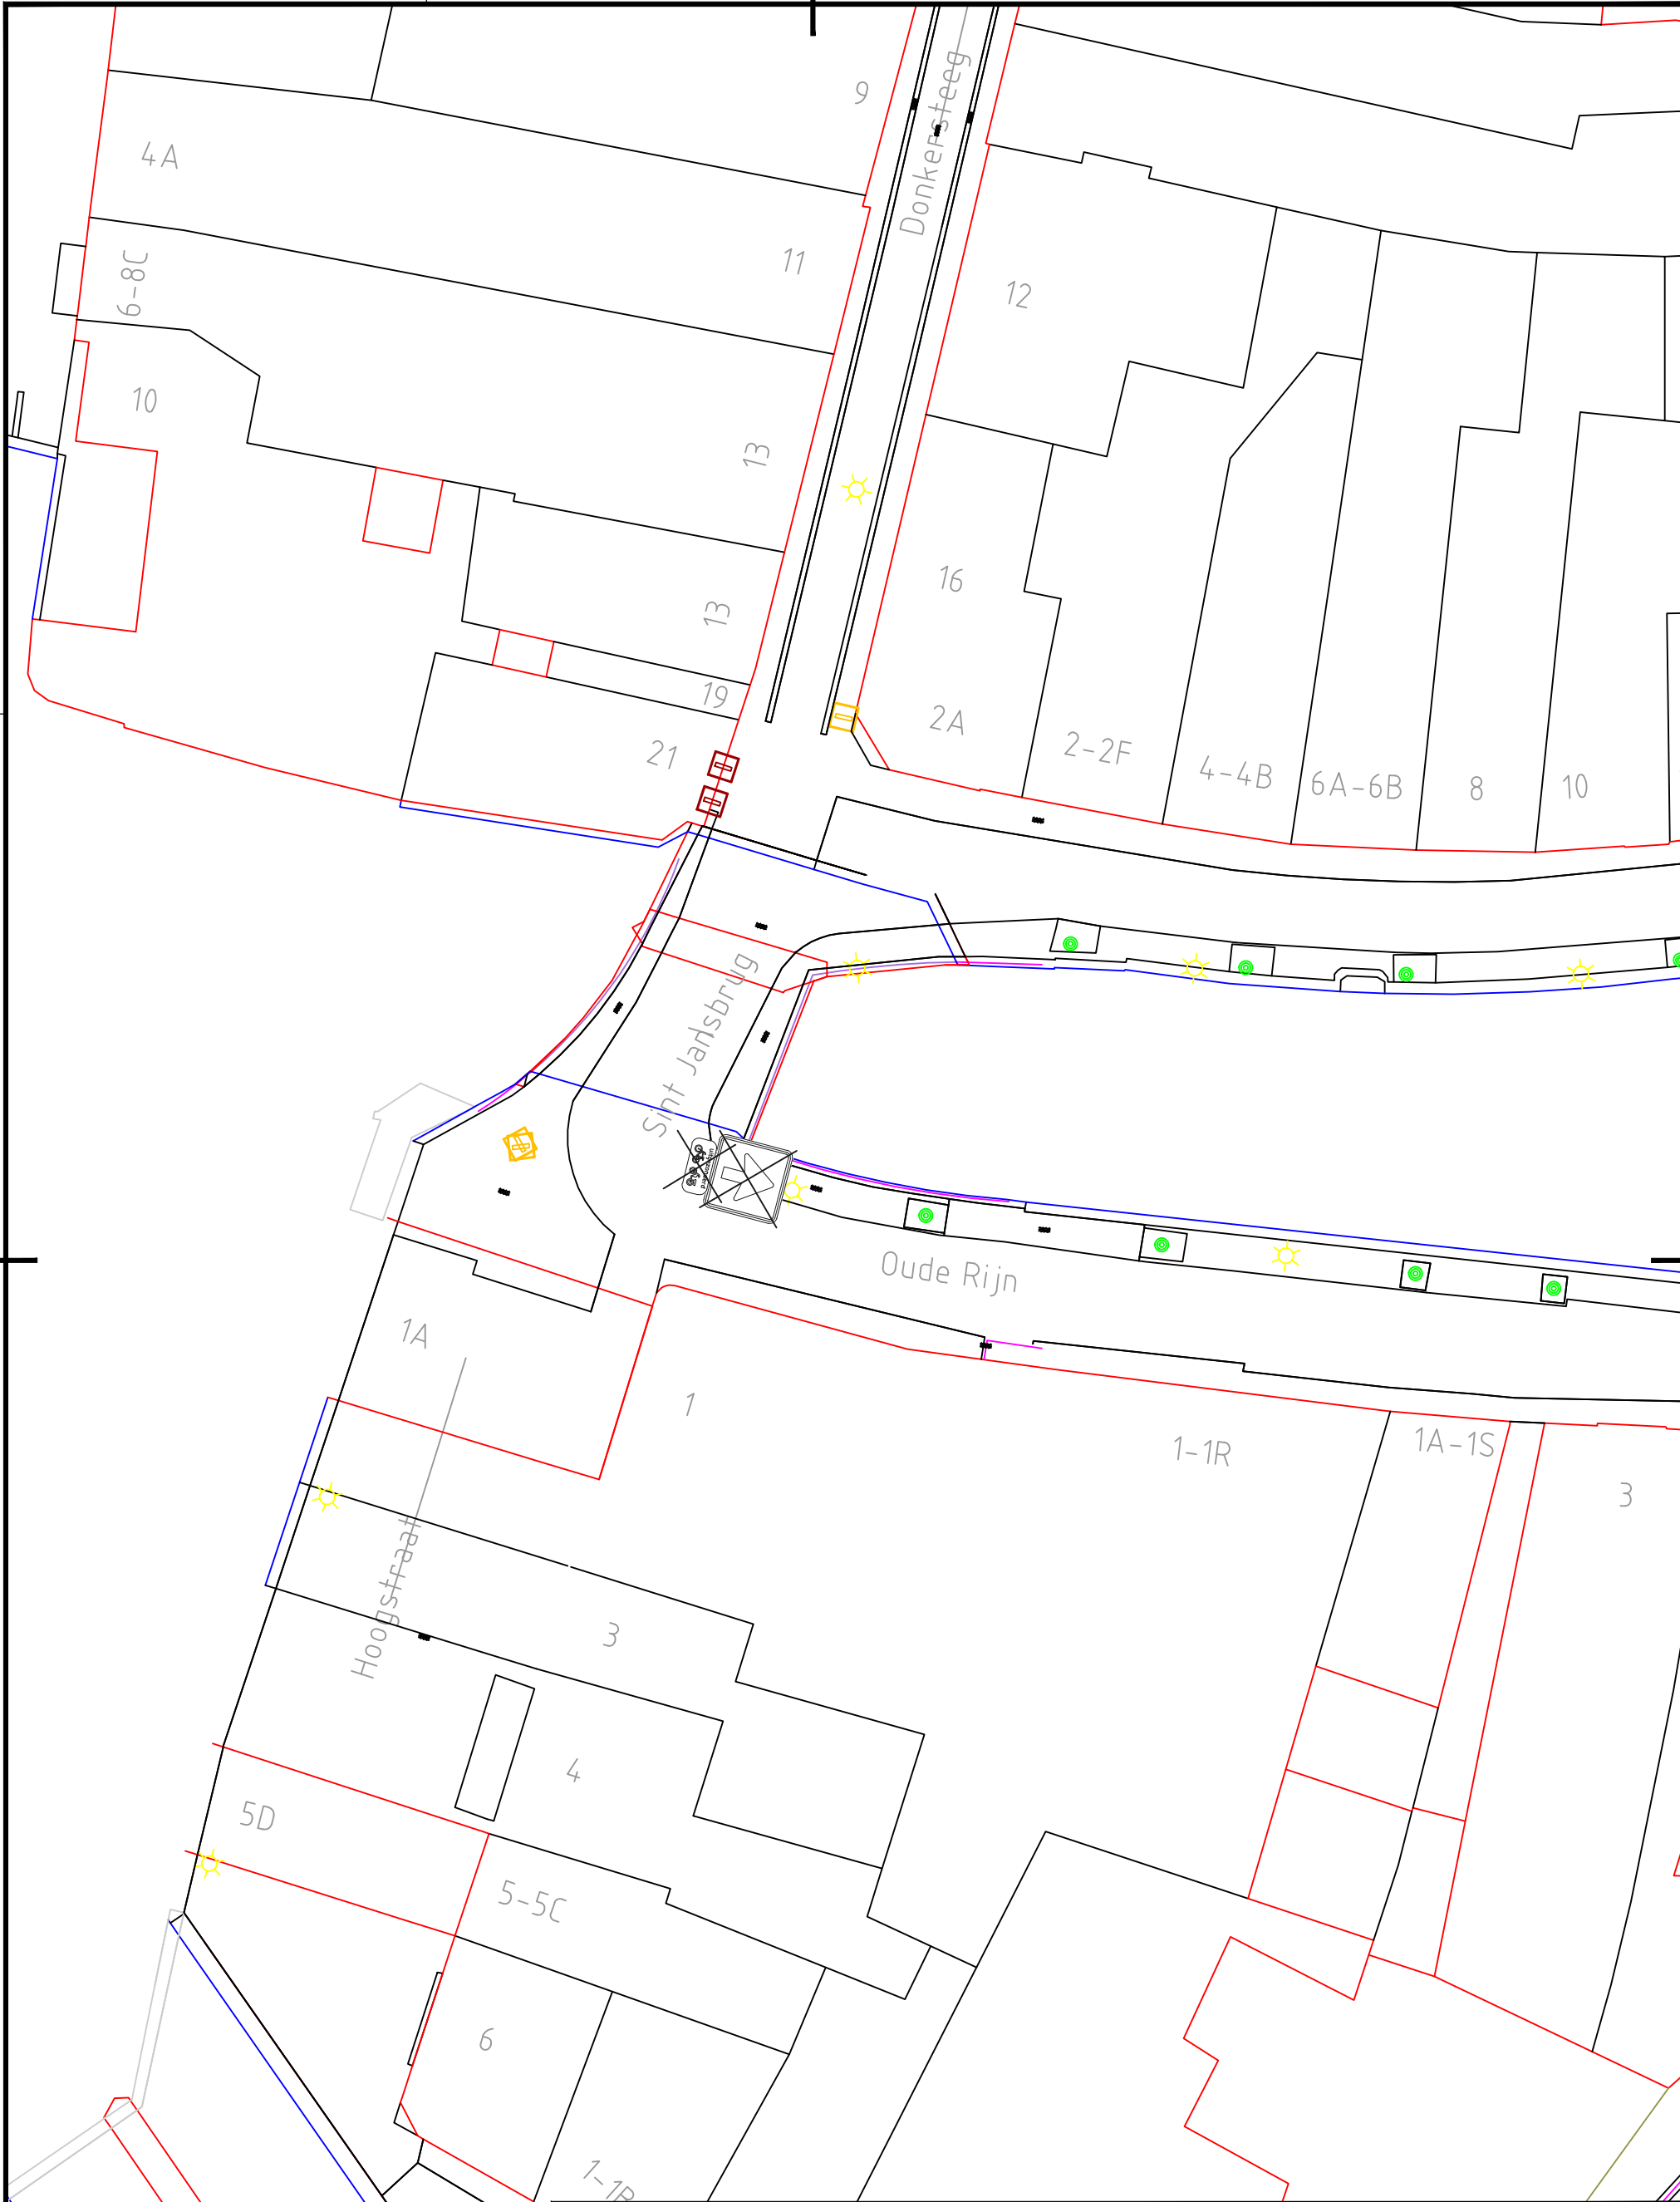 9
Donkersteeg
4A
11
6-8C
12
10
13
16
13
19
2A
21
2-2F
4-4B
6A-6B
8
10
Sint Jansbrug
Oude Rijn
1A
1
1-1R
1A-1S
3
Hoogstraat
3
4
5D
5-5C
6